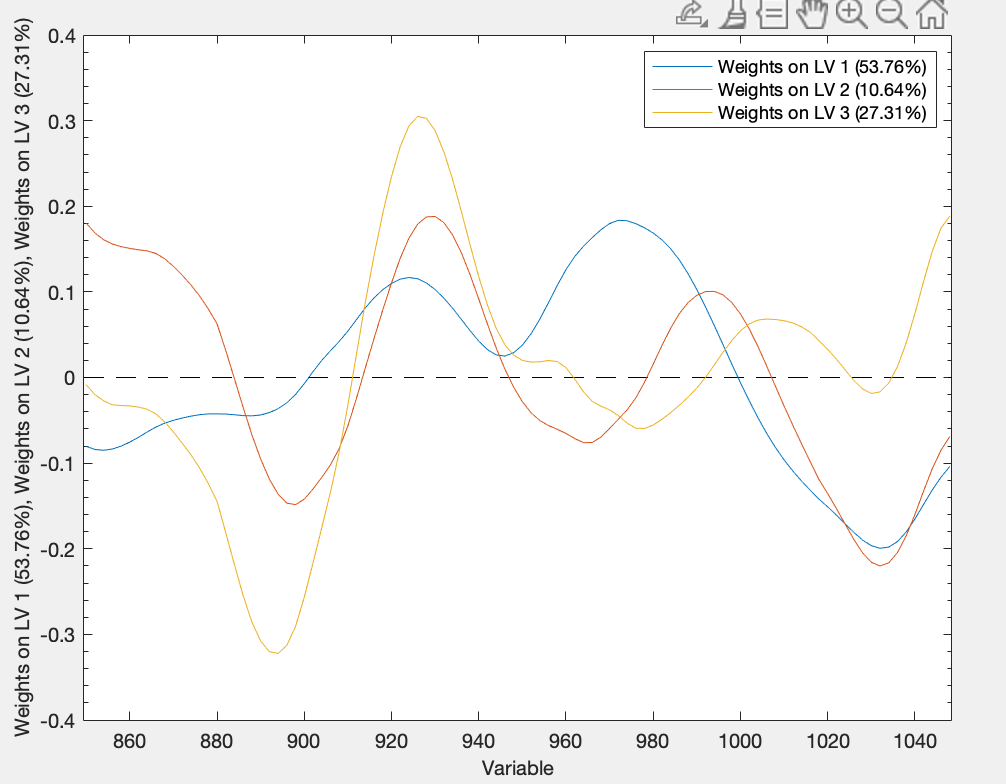 Weights on LV 1 (53.76%), Weights on LV 2 (10.64%), Weights on LV 3 (27.31%)
0.4
0.3
0.2
0.1
0
-0.1
-0.2
-0.3
-0.4
Weights on LV 1 (53.76%)
Weights on LV 2 (10.64%)
Weights on LV 3 (27.31%)
860 880 900 920 940 960 980 1000 1020 1040
Variable